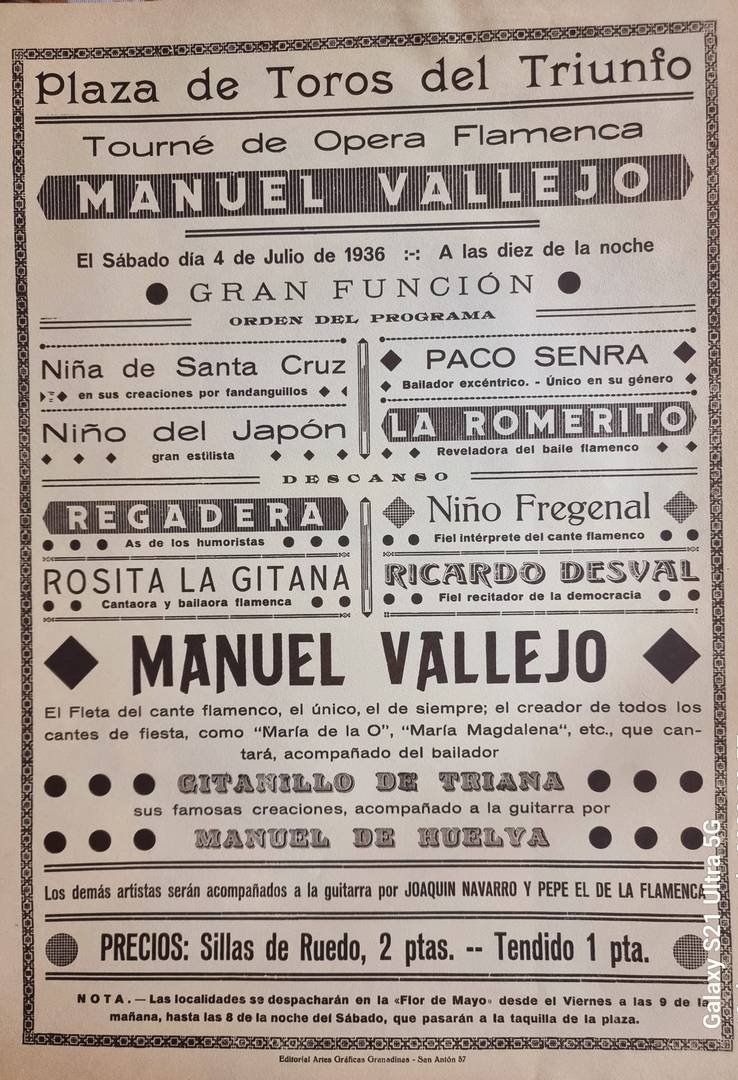 Plaza de Toros del Triunfo
Tourné de Opera Flamenca
MANUEL VALLEJO
El Sábado día 4 de Julio de 1936 :-: A las diez de la noche
GRAN FUNCIÓN
ORDEN DEL PROGRAMA
Niña de Santa Cruz
en sus creaciones por fandanguillos
Niño del Japón
gran estilista
PACO SENRA
Bailador excéntrico. - Único en su género
LA ROMERITO
Reveladora del baile flamenco
DESCANSO
REGADERA
As de los humoristas
ROSITA LA GITANA
Cantaora y bailaora flamenca
Niño Fregenal
Fiel intérprete del cante flamenco
RICARDO DESVAL
Fiel recitador de la democracia
MANUEL VALLEJO
El Fleta del cante flamenco, el único, el de siempre; el creador de todos los
cantes de fiesta, como “María de la O”, “María Magdalena“, etc., que can-
tará, acompañado del bailador
GITANILLO DE TRIANA
sus famosas creaciones, acompañado a la guitarra por
MANUEL DE HUELVA
Los demás artistas serán acompañados a la guitarra por JOAQUIN NAVARRO Y PEPE EL DE LA FLAMENCA
PRECIOS: Sillas de Ruedo, 2 ptas. -- Tendido 1 pta.
NOTA.— Las localidades se despacharán en la «Flor de Mayo» desde el Viernes a las 9 de la
mañana, hasta las 8 de la noche del Sábado, que pasarán a la taquilla de la plaza.
Editorial Artes Gráficas Granadinas - San Antón 57
Galaxy S21 Ultra 5G